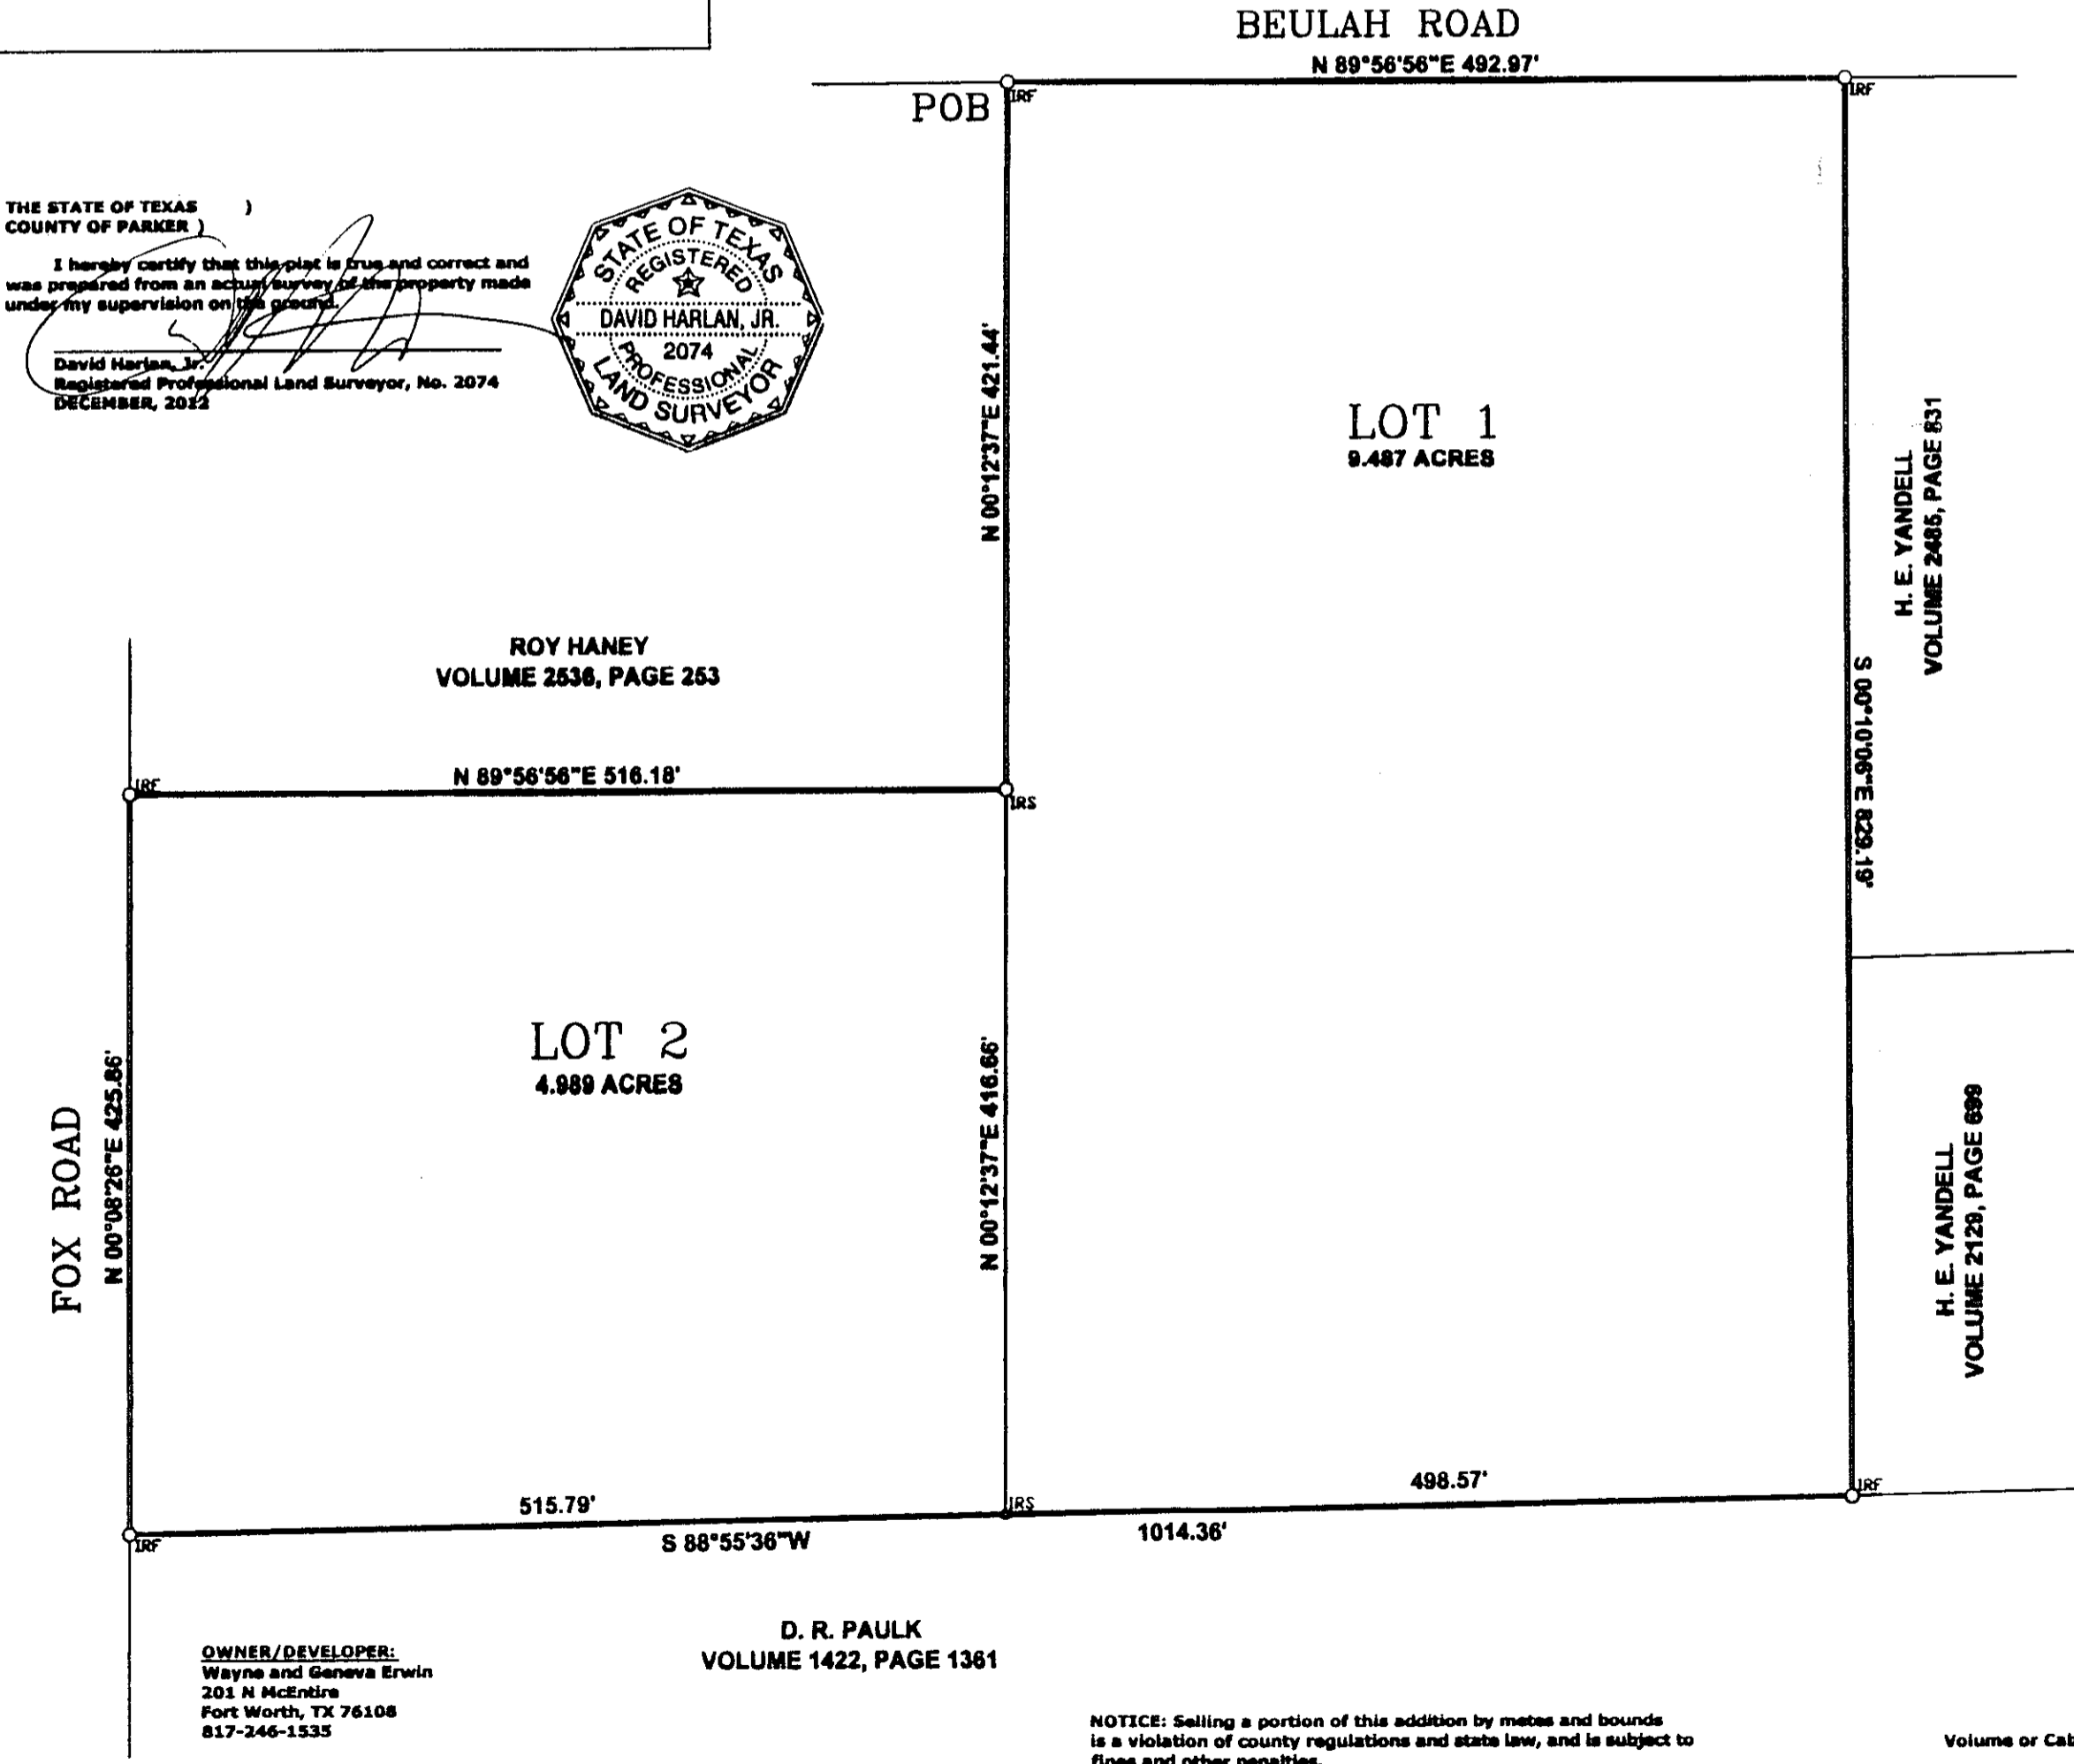 BEULAH ROAD
N 89°56'56"E 492.97'
IRF
IRF
POB
THE STATE OF TEXAS )
COUNTY OF PARKER )
I hereby certify that this plat is true and correct and
was prepared from an actual survey of the property made
under my supervision on the ground.
David Harlan, Jr.
Registered Professional Land Surveyor, No. 2074
DECEMBER, 2012
STATE OF TEXAS
REGISTERED
DAVID HARLAN, JR.
2074
PROFESSIONAL
LAND SURVEYOR
N 00°12'37"E 421.44'
LOT 1
9.487 ACRES
H. E. YANDELL
VOLUME 2485, PAGE 831
S 00°10'06"E 829.19'
ROY HANEY
VOLUME 2536, PAGE 253
N 89°56'56"E 516.18'
IRF
IRS
LOT 2
4.989 ACRES
FOX ROAD
N 00°08'26"E 425.86'
N 00°12'37"E 416.66'
H. E. YANDELL
VOLUME 2129, PAGE 699
498.57'
IRF
515.79'
IRS
1014.36'
S 88°55'36"W
IRF
D. R. PAULK
VOLUME 1422, PAGE 1361
OWNER/DEVELOPER:
Wayne and Geneva Erwin
201 N McEntire
Fort Worth, TX 76108
817-246-1535
NOTICE: Selling a portion of this addition by metes and bounds
is a violation of county regulations and state law, and is subject to
fines and other penalties.
Volume or Cab